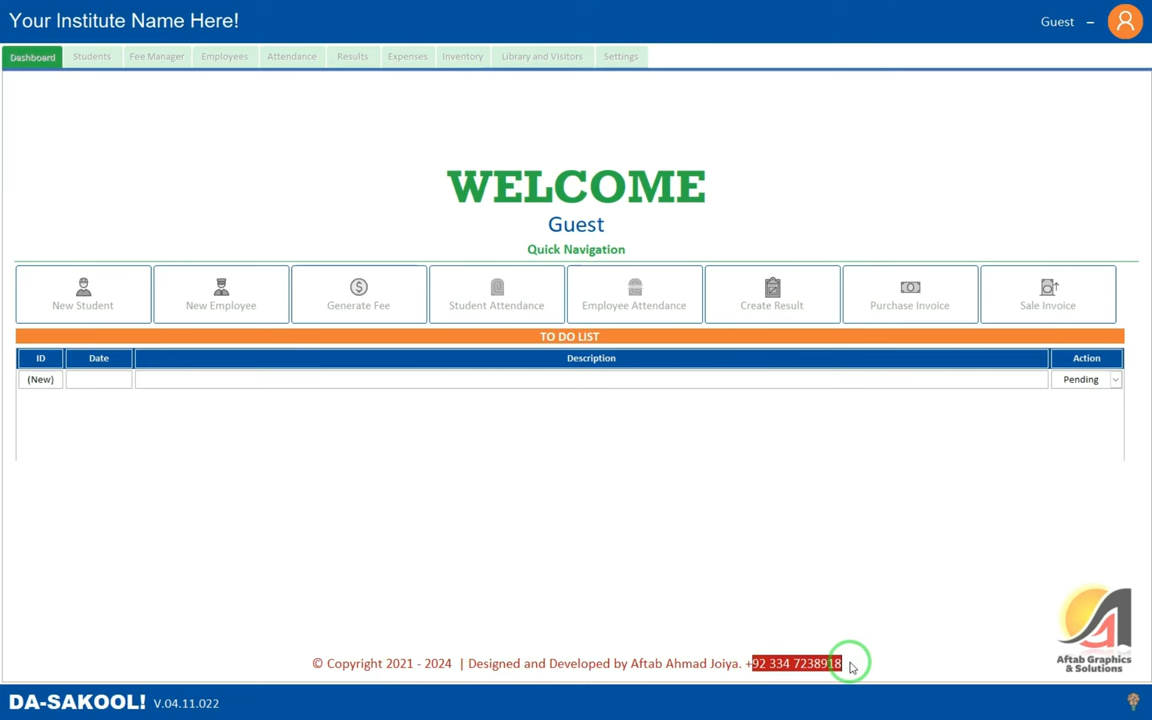 Your Institute Name Here!
Guest –
Dashboard Students Fee Manager Employees Attendance Results Expenses Inventory Library and Visitors Settings
WELCOME
Guest
Quick Navigation
New Student New Employee Generate Fee Student Attendance Employee Attendance Create Result Purchase Invoice Sale Invoice
TO DO LIST
ID Date Description Action
(New) Pending
© Copyright 2021 - 2024 | Designed and Developed by Aftab Ahmad Joiya. +92 334 7238918
Aftab Graphics
& Solutions
DA-SAKOOL! V.04.11.022